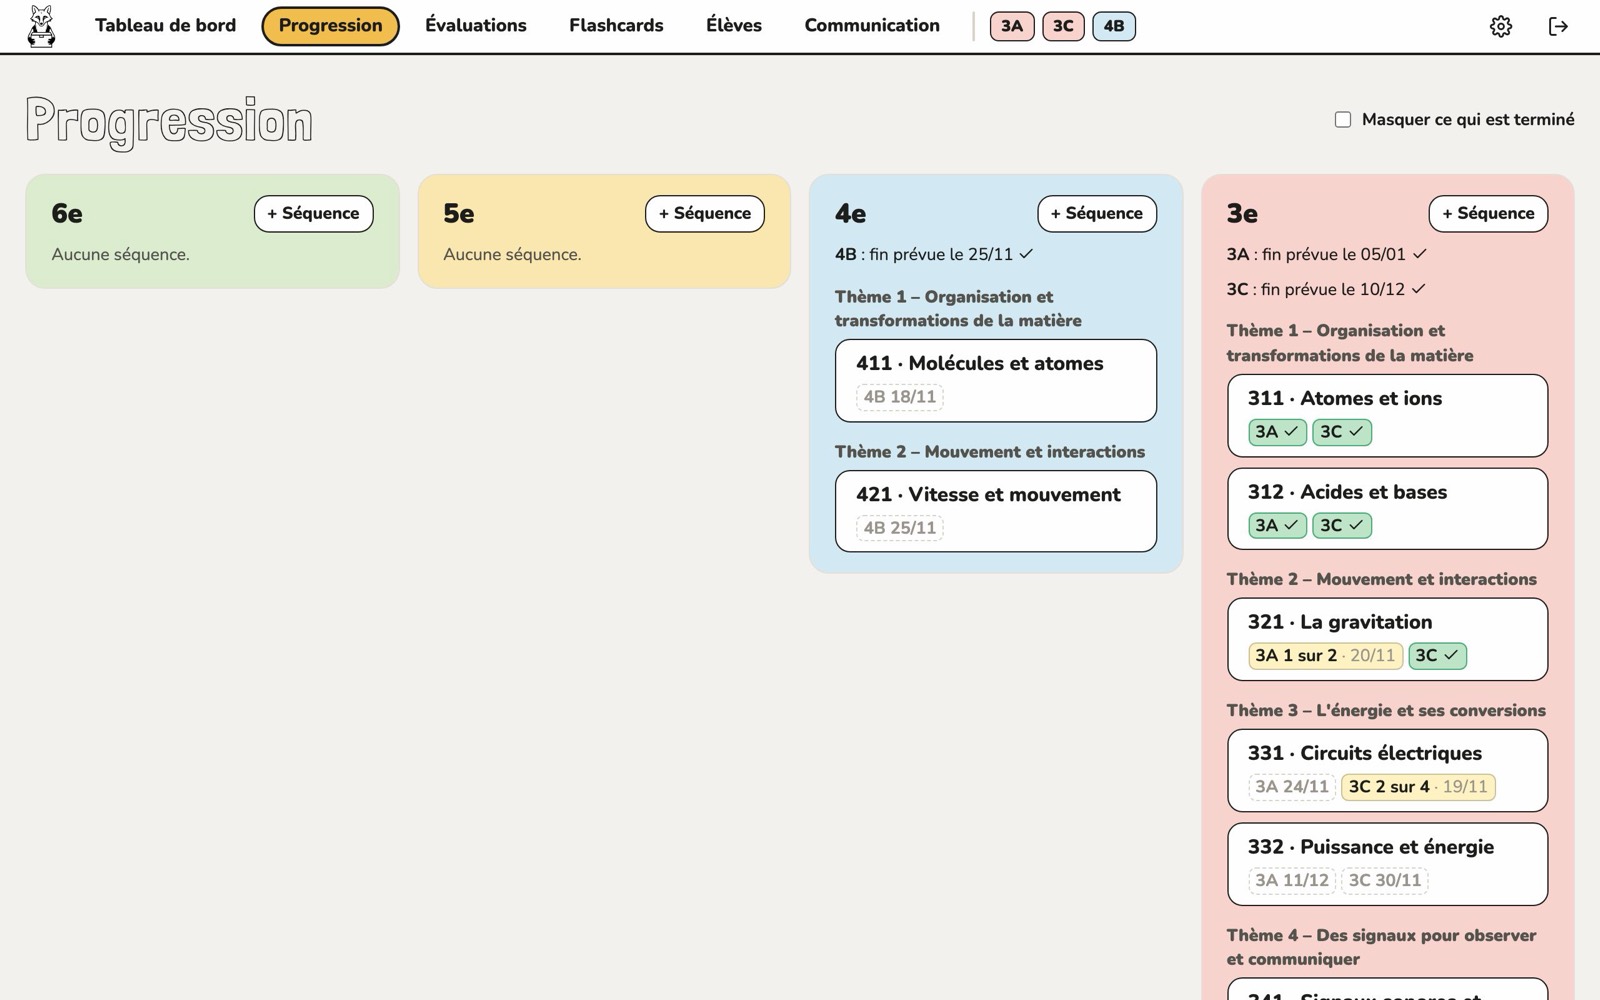 Tableau de bord
Progression
Évaluations
Flashcards
Élèves
Communication
3A
3C
4B
Progression
Masquer ce qui est terminé
6e
+ Séquence
Aucune séquence.
5e
+ Séquence
Aucune séquence.
4e
+ Séquence
4B : fin prévue le 25/11 ✓
Thème 1 – Organisation et
transformations de la matière
411 · Molécules et atomes
4B 18/11
Thème 2 – Mouvement et interactions
421 · Vitesse et mouvement
4B 25/11
3e
+ Séquence
3A : fin prévue le 05/01 ✓
3C : fin prévue le 10/12 ✓
Thème 1 – Organisation et
transformations de la matière
311 · Atomes et ions
3A ✓ 3C ✓
312 · Acides et bases
3A ✓ 3C ✓
Thème 2 – Mouvement et interactions
321 · La gravitation
3A 1 sur 2 · 20/11 3C ✓
Thème 3 – L'énergie et ses conversions
331 · Circuits électriques
3A 24/11 3C 2 sur 4 · 19/11
332 · Puissance et énergie
3A 11/12 3C 30/11
Thème 4 – Des signaux pour observer
et communiquer
341 · Signaux sonores et